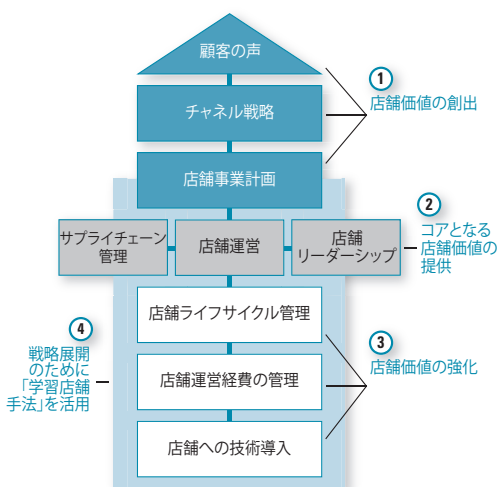 顧客の声
チャネル戦略
1
店舗価値の創出
店舗事業計画
2
コアとなる
店舗価値の
提供
サプライチェーン
管理
店舗運営
店舗
リーダーシップ
店舗ライフサイクル管理
4
戦略展開
のために
「学習店舗
手法」を活用
3
店舗価値の強化
店舗運営経費の管理
店舗への技術導入